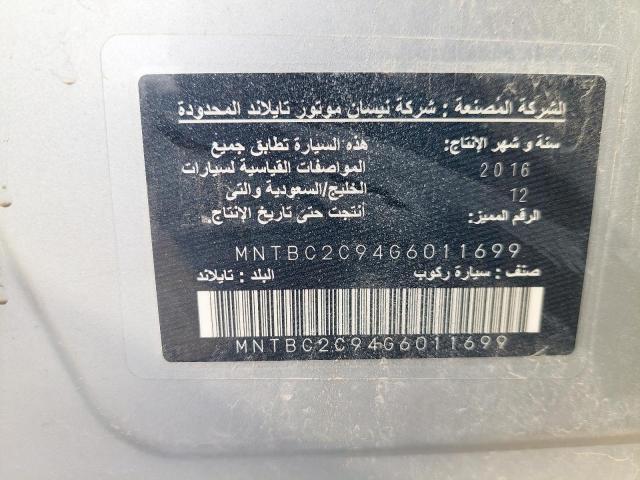 الشركة المصنعة : شركة نيسان موتور تايلاند المحدودة
سنة و شهر الإنتاج: هذه السيارة تطابق جميع
2016 المواصفات القياسية لسيارات
12 الخليج/السعودية والتي
الرقم المميز: أنتجت حتى تاريخ الإنتاج.
MNTBC2C94G6011699
صنف : سيارة ركوب البلد : تايلاند
MNTBC2C94G6011699